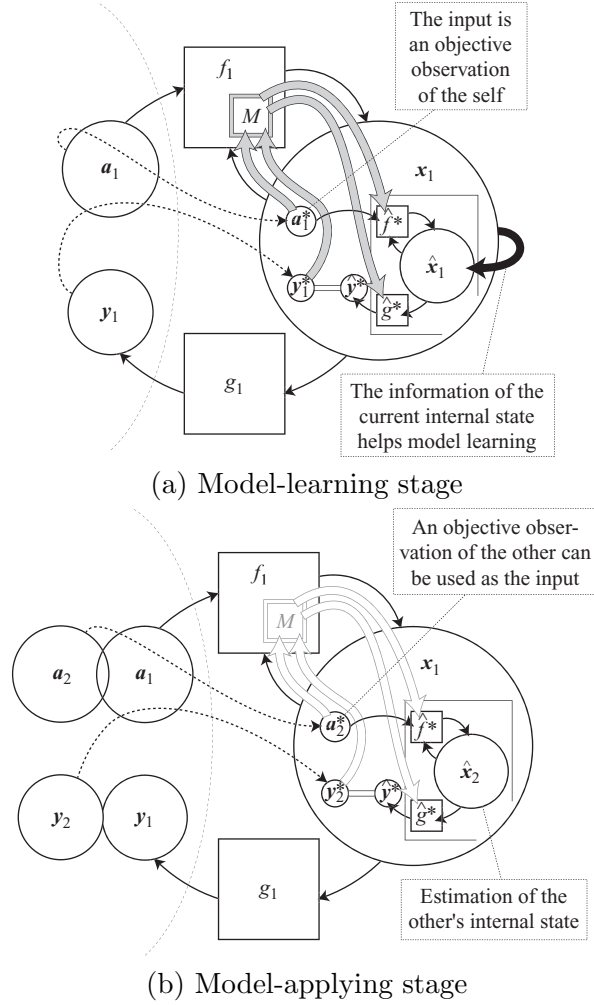 The input is
an objective
observation
of the self
f₁
M
a₁
x₁
a₁*
f̂*
x̂₁
y₁*
ŷ*
ĝ*
y₁
g₁
The information of the
current internal state
helps model learning
(a) Model-learning stage
An objective obser-
vation of the other can
be used as the input
f₁
M
x₁
a₂
a₁
a₂*
f̂*
x̂₂
y₂*
ŷ*
ĝ*
y₂
y₁
g₁
Estimation of the
other's internal state
(b) Model-applying stage